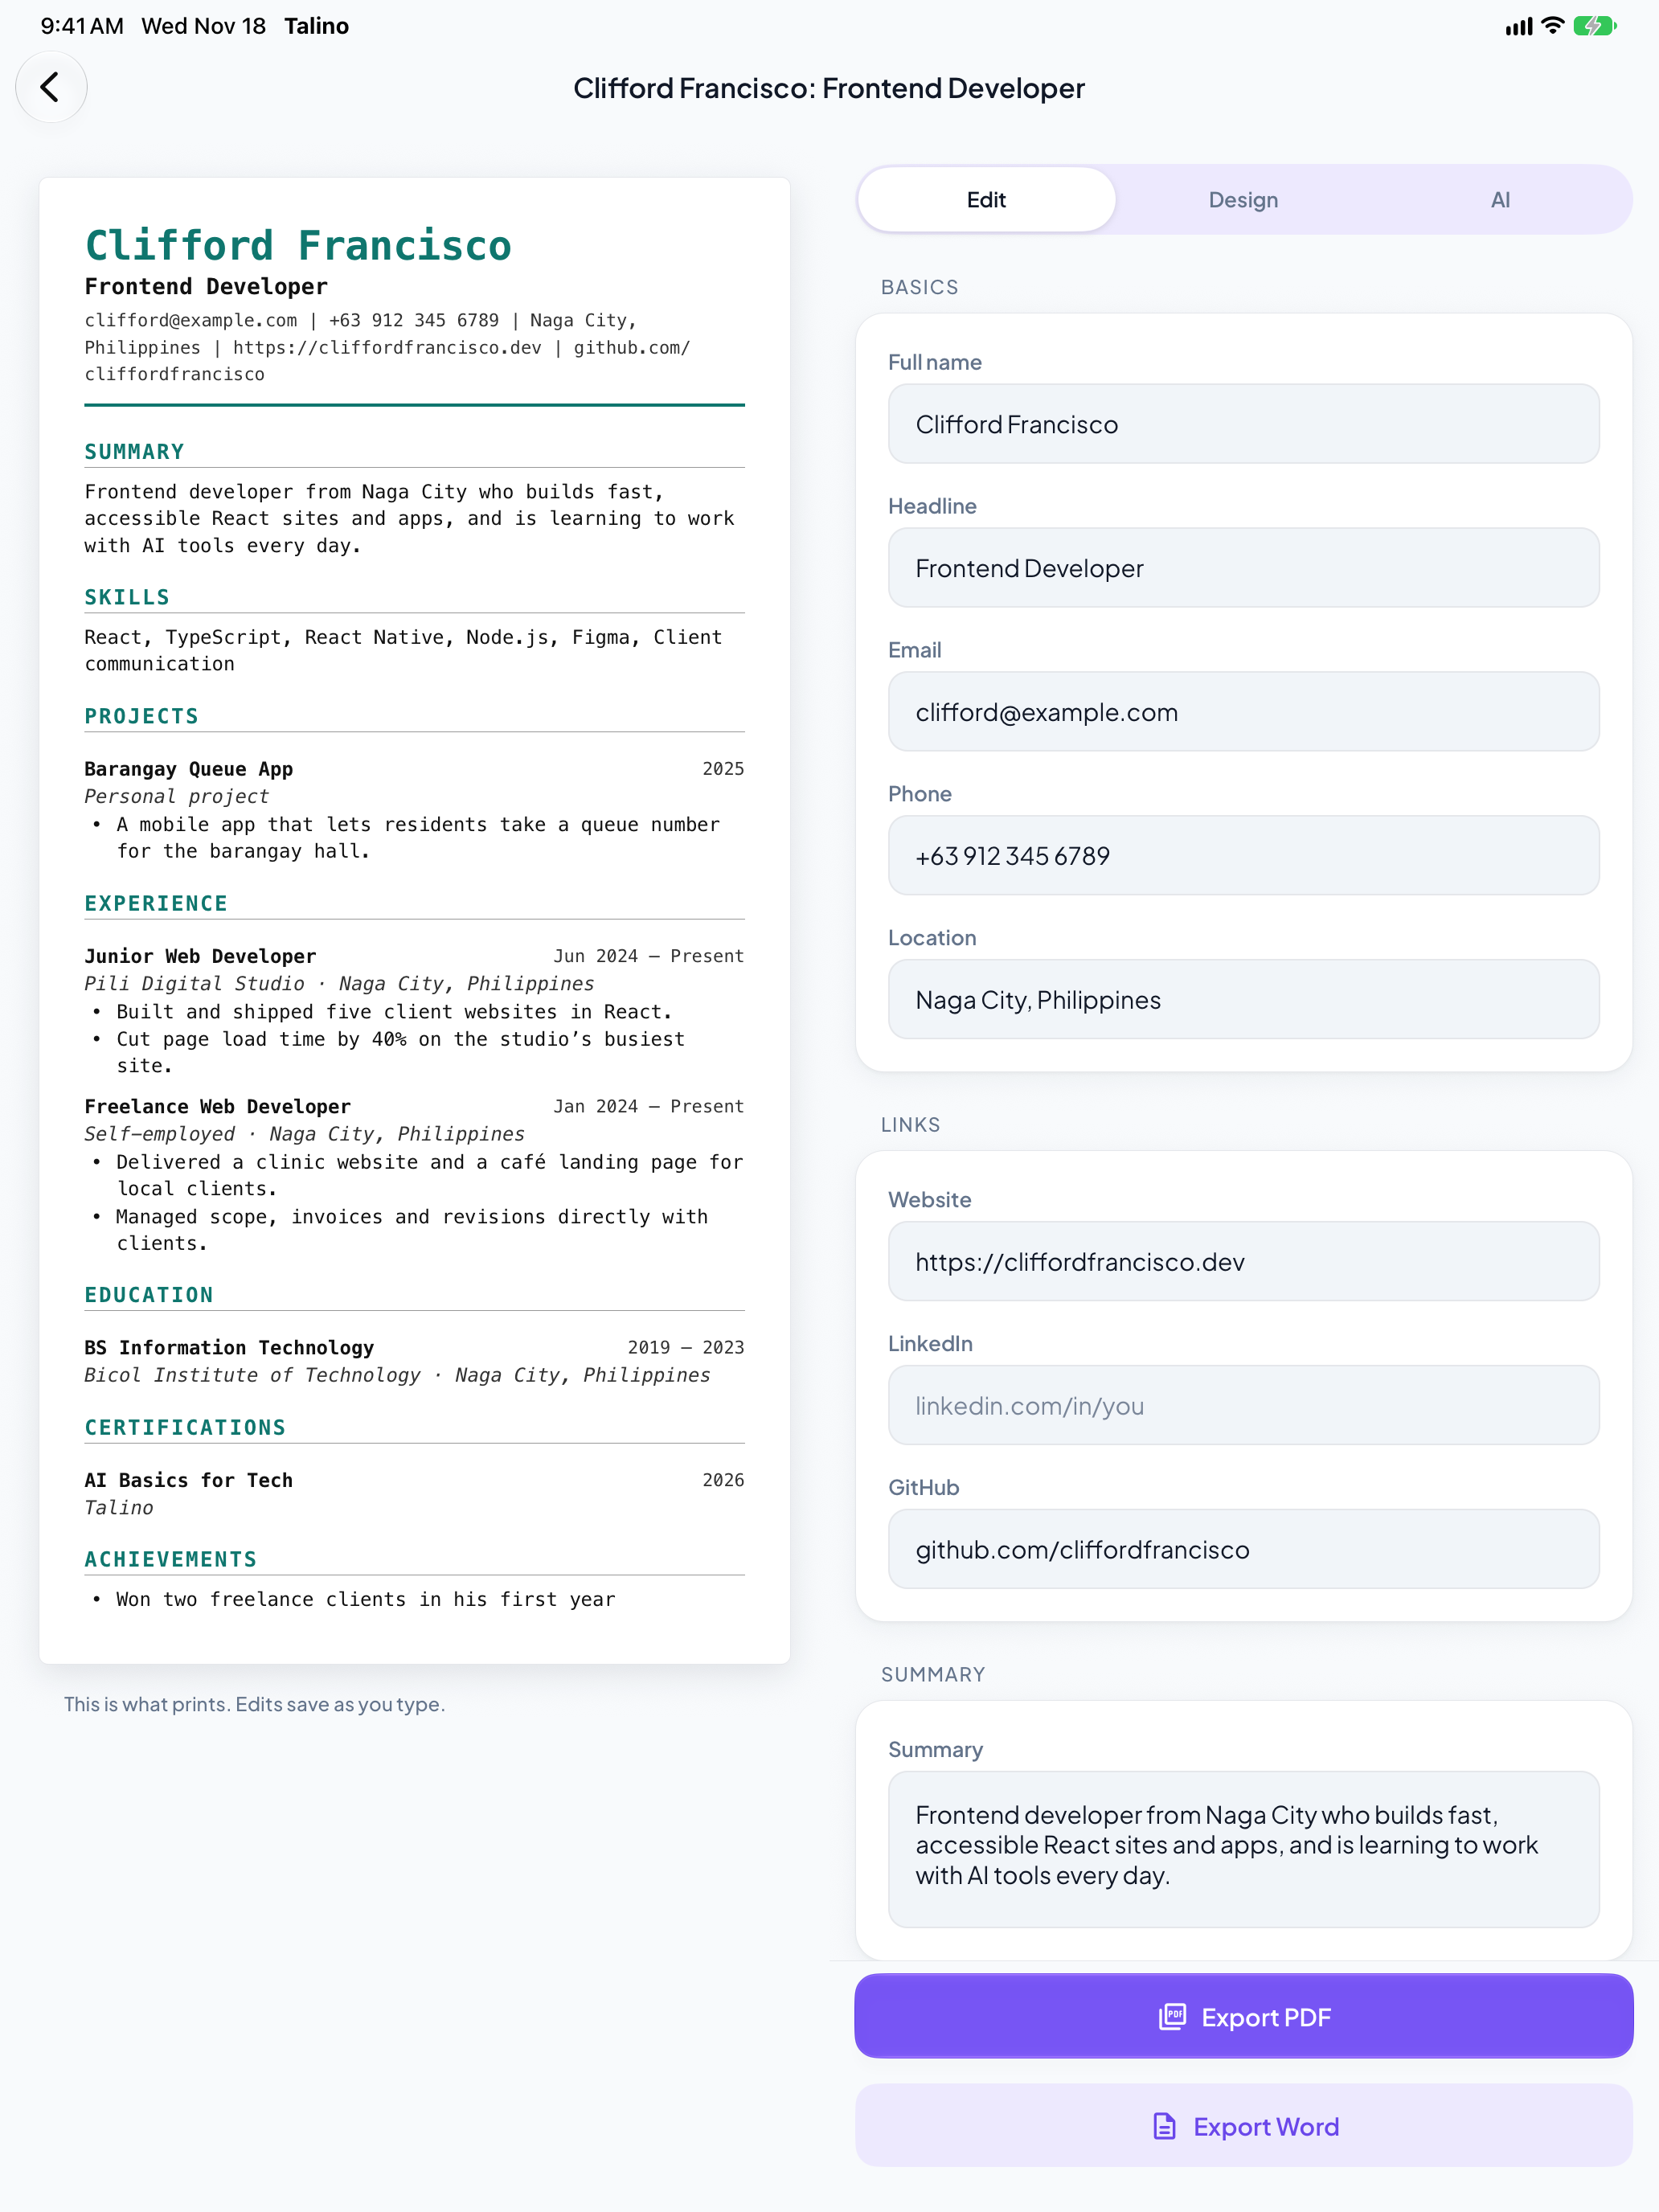 9:41 AM Wed Nov 18 Talino
Clifford Francisco: Frontend Developer
Clifford Francisco
Frontend Developer
clifford@example.com | +63 912 345 6789 | Naga City,
Philippines | https://cliffordfrancisco.dev | github.com/
cliffordfrancisco
SUMMARY
Frontend developer from Naga City who builds fast,
accessible React sites and apps, and is learning to work
with AI tools every day.
SKILLS
React, TypeScript, React Native, Node.js, Figma, Client
communication
PROJECTS
Barangay Queue App 2025
Personal project
• A mobile app that lets residents take a queue number
for the barangay hall.
EXPERIENCE
Junior Web Developer Jun 2024 – Present
Pili Digital Studio · Naga City, Philippines
• Built and shipped five client websites in React.
• Cut page load time by 40% on the studio’s busiest
site.
Freelance Web Developer Jan 2024 – Present
Self-employed · Naga City, Philippines
• Delivered a clinic website and a café landing page for
local clients.
• Managed scope, invoices and revisions directly with
clients.
EDUCATION
BS Information Technology 2019 – 2023
Bicol Institute of Technology · Naga City, Philippines
CERTIFICATIONS
AI Basics for Tech 2026
Talino
ACHIEVEMENTS
• Won two freelance clients in his first year
This is what prints. Edits save as you type.
Edit Design AI
BASICS
Full name
Clifford Francisco
Headline
Frontend Developer
Email
clifford@example.com
Phone
+63 912 345 6789
Location
Naga City, Philippines
LINKS
Website
https://cliffordfrancisco.dev
LinkedIn
linkedin.com/in/you
GitHub
github.com/cliffordfrancisco
SUMMARY
Summary
Frontend developer from Naga City who builds fast,
accessible React sites and apps, and is learning to work
with AI tools every day.
PDF Export PDF
Export Word